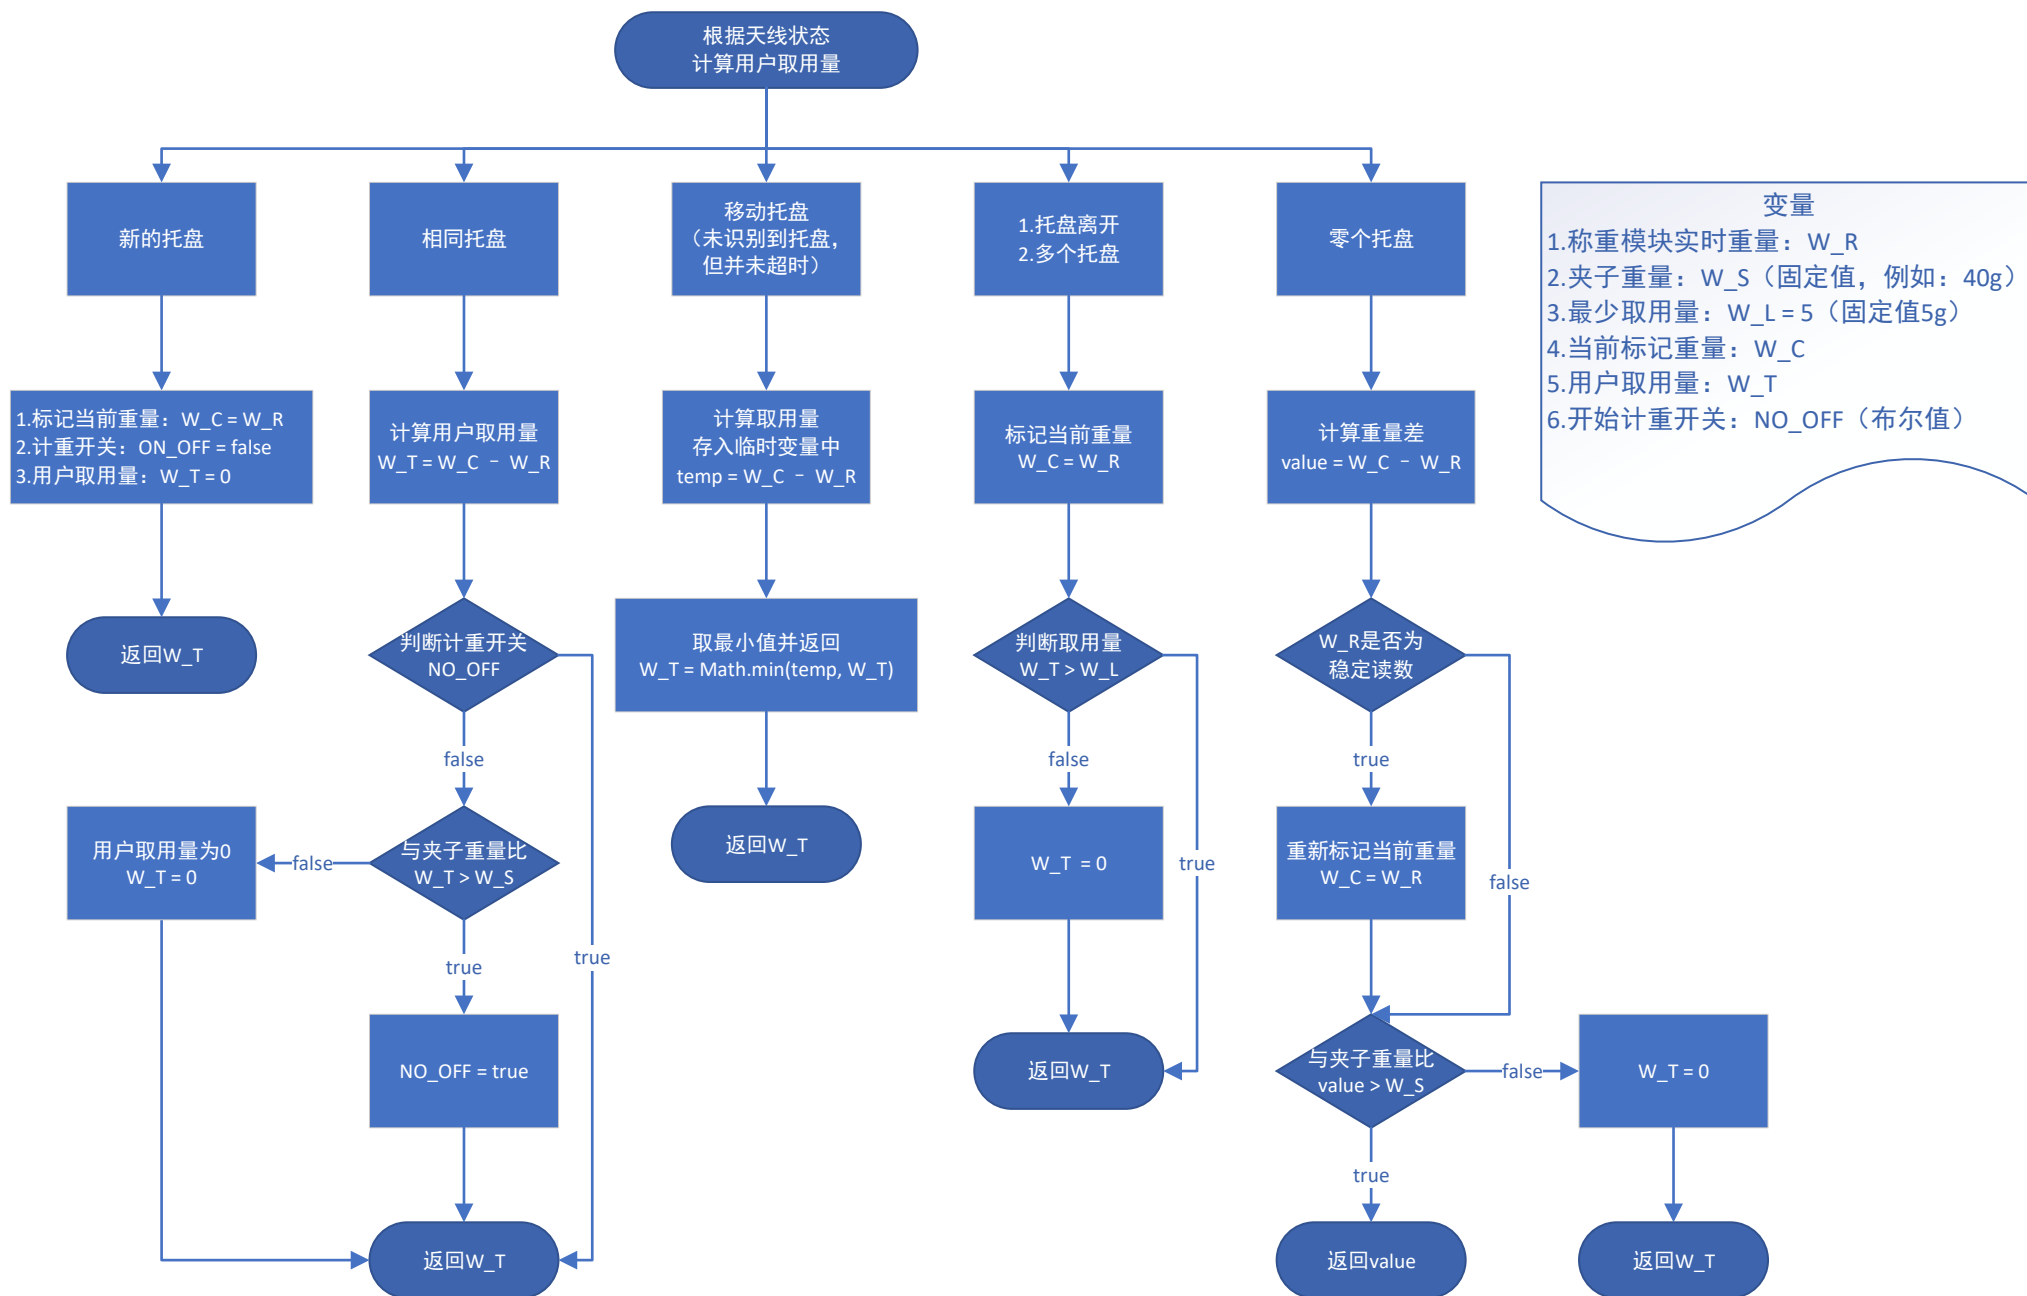 根据天线状态
计算用户取用量
新的托盘
相同托盘
移动托盘
（未识别到托盘，
但并未超时）
1.托盘离开
2.多个托盘
零个托盘
变量
1.称重模块实时重量：W_R
2.夹子重量：W_S（固定值，例如：40g）
3.最少取用量：W_L = 5（固定值5g）
4.当前标记重量：W_C
5.用户取用量：W_T
6.开始计重开关：NO_OFF（布尔值）
1.标记当前重量：W_C = W_R
2.计重开关：ON_OFF = false
3.用户取用量：W_T = 0
计算用户取用量
W_T = W_C – W_R
计算取用量
存入临时变量中
temp = W_C – W_R
标记当前重量
W_C = W_R
计算重量差
value = W_C – W_R
返回W_T
判断计重开关
NO_OFF
取最小值并返回
W_T = Math.min(temp, W_T)
判断取用量
W_T > W_L
W_R是否为
稳定读数
false
false
true
用户取用量为0
W_T = 0
false
与夹子重量比
W_T > W_S
返回W_T
W_T = 0
true
重新标记当前重量
W_C = W_R
false
true
true
NO_OFF = true
返回W_T
与夹子重量比
value > W_S
false
W_T = 0
true
返回W_T
返回value
返回W_T